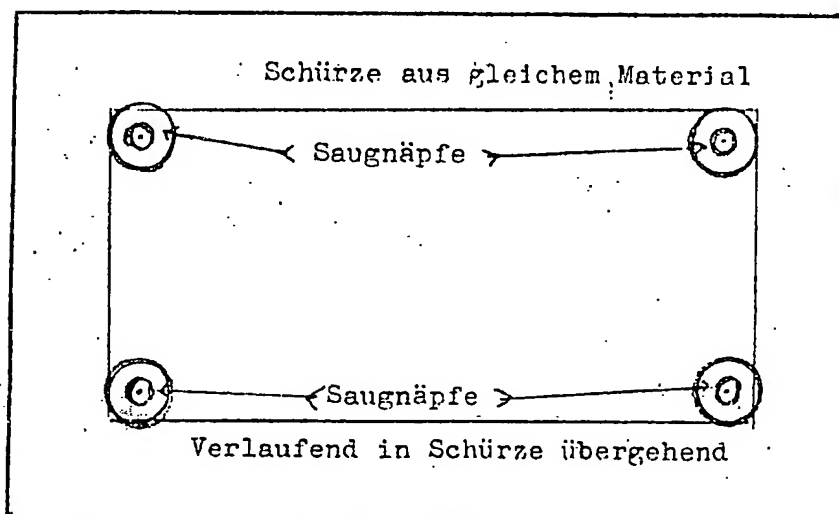 Schürze aus gleichem Material
Saugnäpfe
Saugnäpfe
Verlaufend in Schürze übergehend